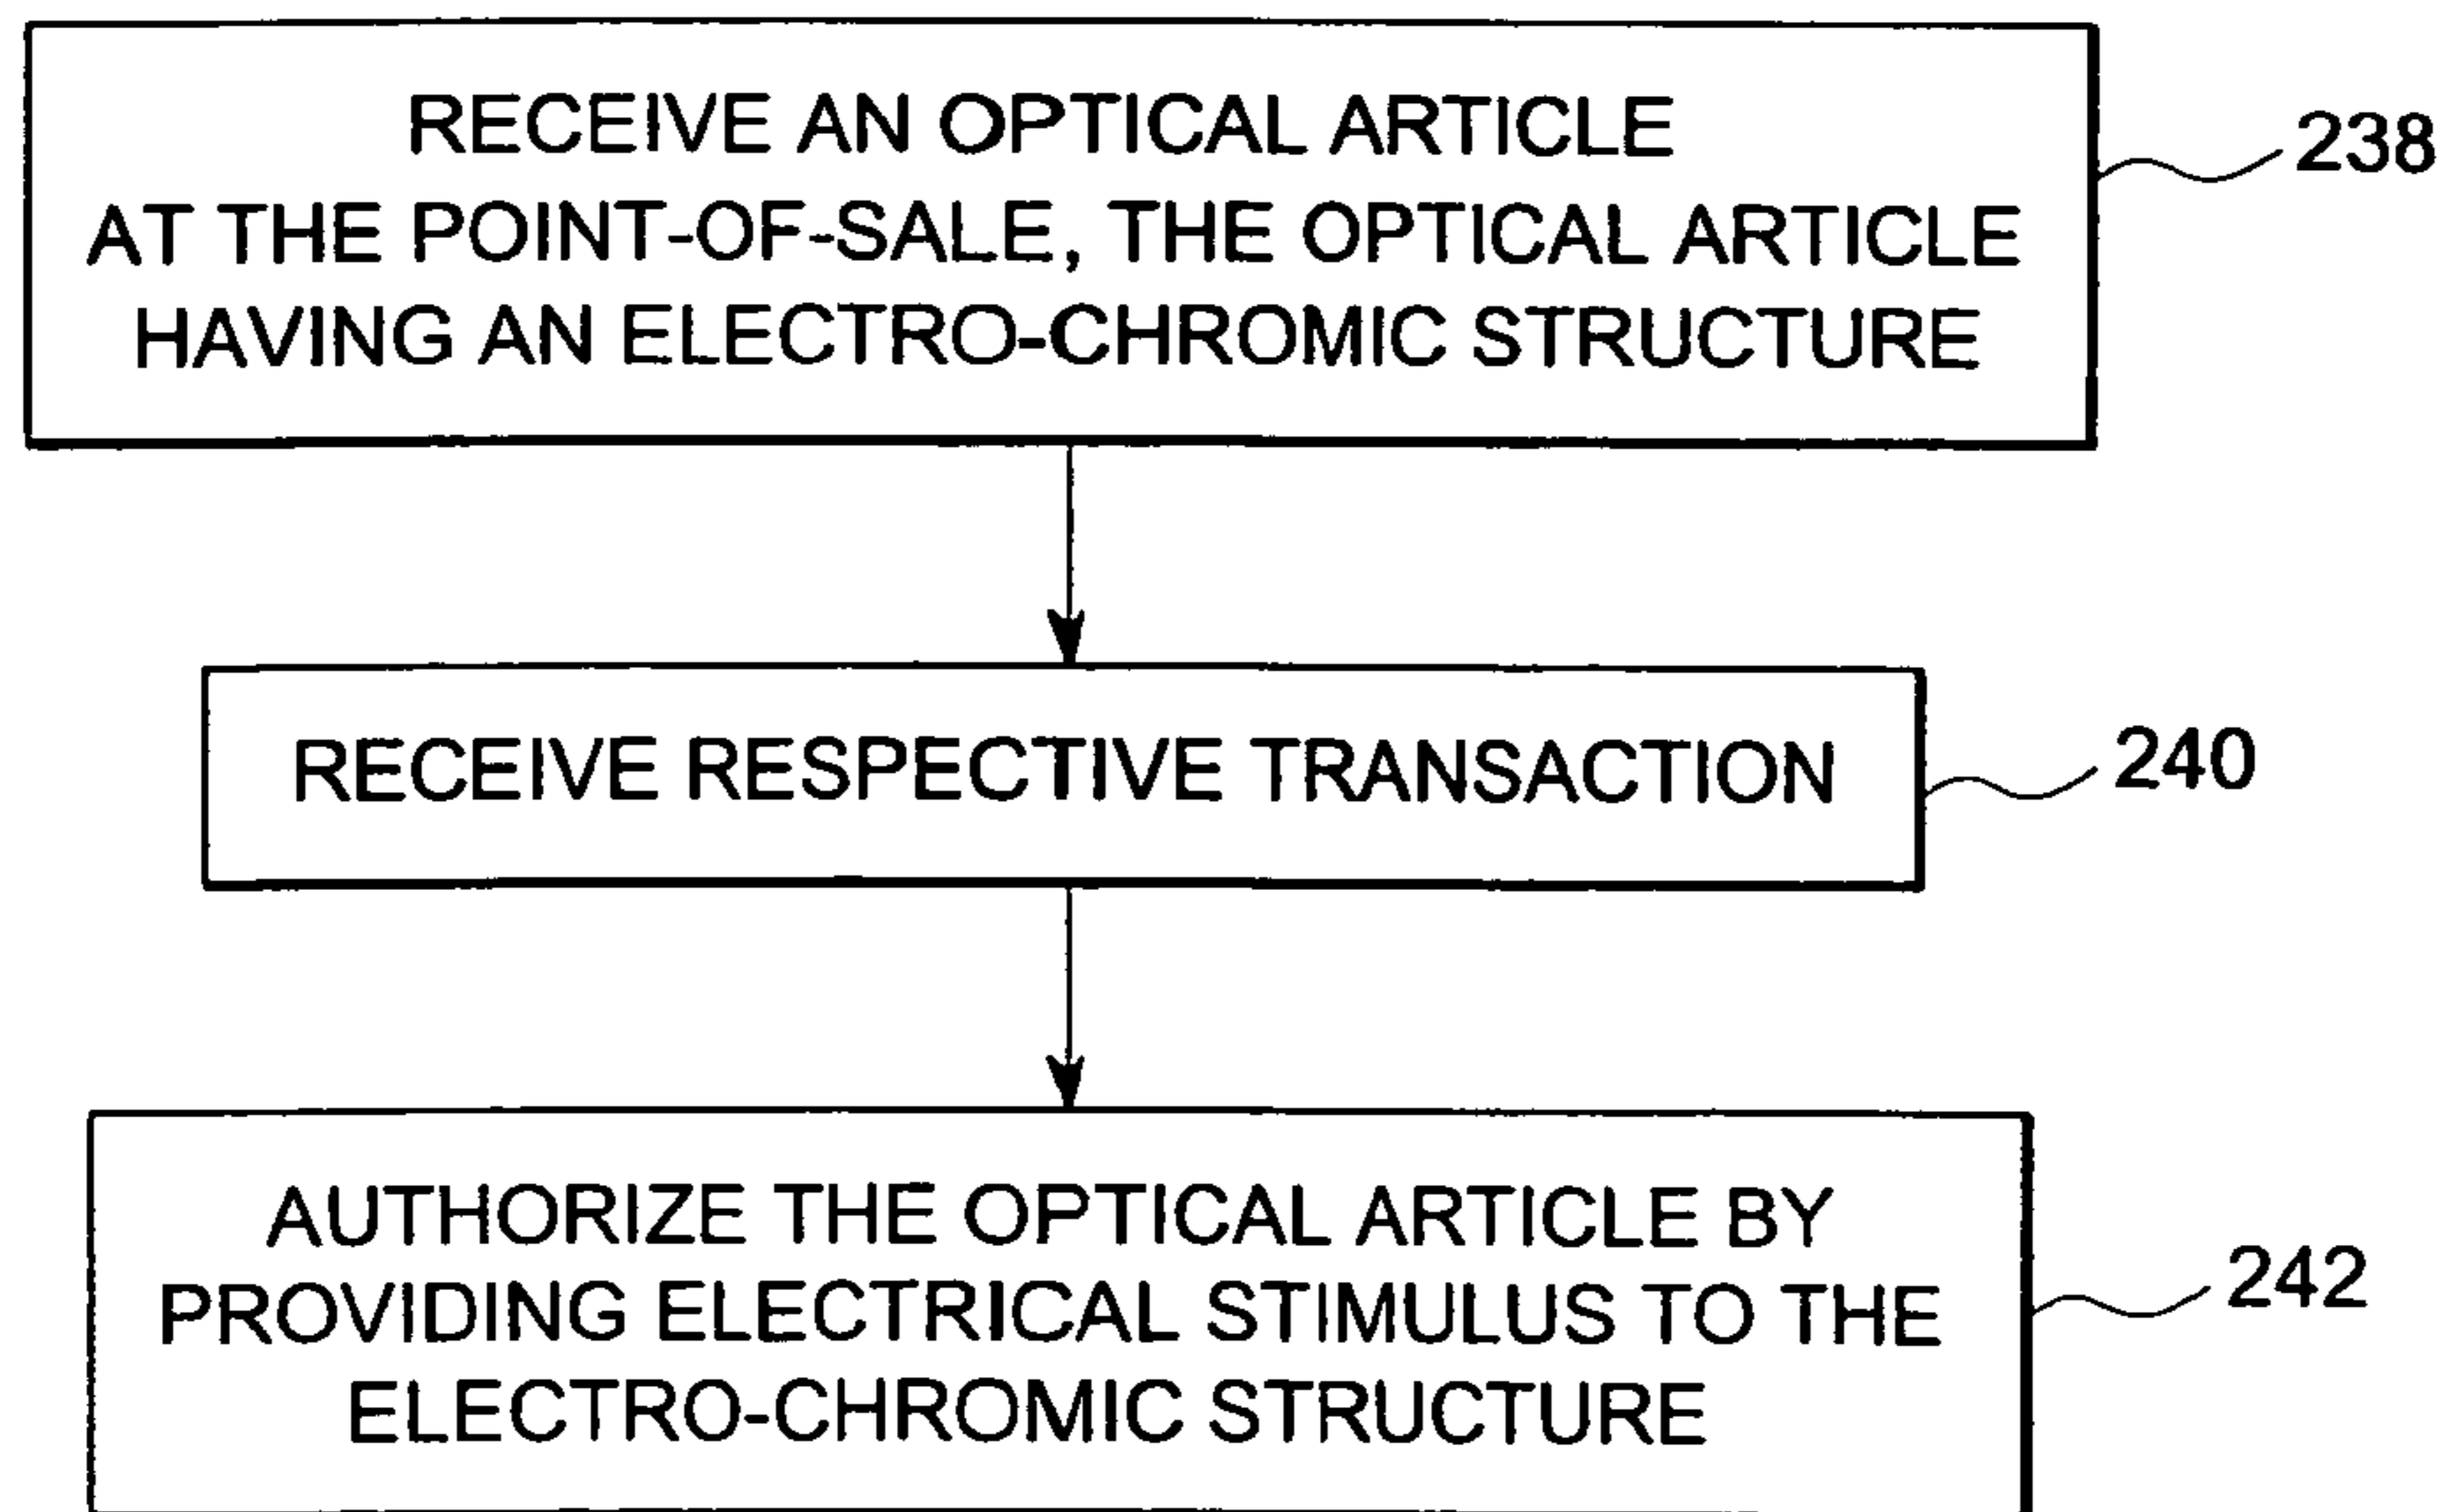 RECEIVE AN OPTICAL ARTICLE
AT THE POINT-OF-SALE, THE OPTICAL ARTICLE
HAVING AN ELECTRO-CHROMIC STRUCTURE
238
RECEIVE RESPECTIVE TRANSACTION
240
AUTHORIZE THE OPTICAL ARTICLE BY
PROVIDING ELECTRICAL STIMULUS TO THE
ELECTRO-CHROMIC STRUCTURE
242